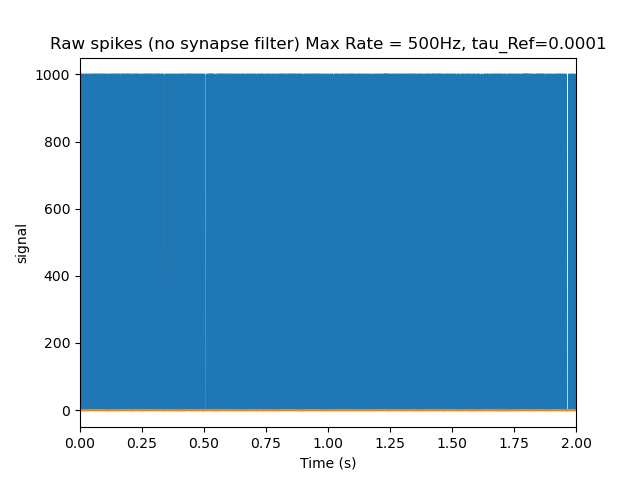 Raw spikes (no synapse filter) Max Rate = 500Hz, tau_Ref=0.0001
1000
800
600
400
200
0
signal
0.00 0.25 0.50 0.75 1.00 1.25 1.50 1.75 2.00
Time (s)